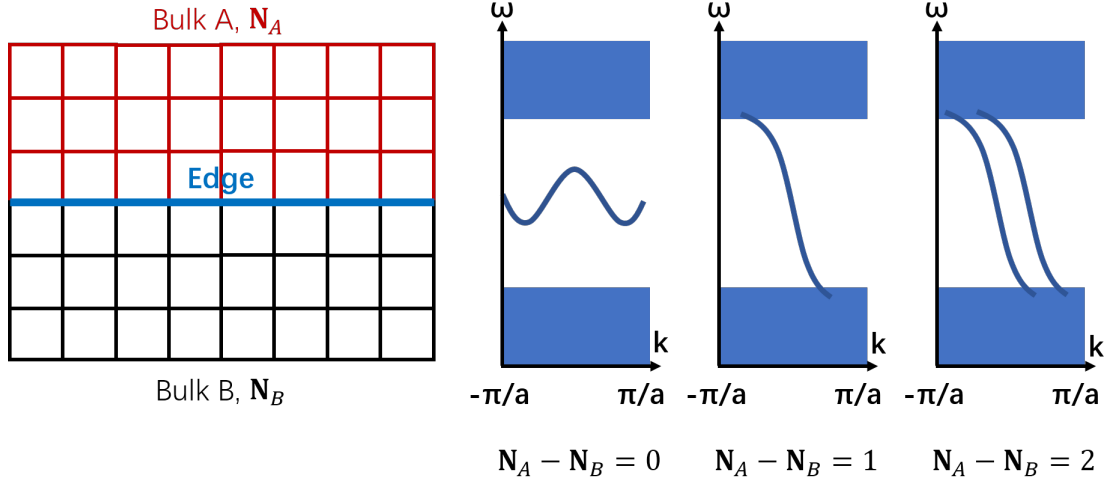 Bulk A, N_A
Edge
Bulk B, N_B
ω
k
-π/a π/a
N_A − N_B = 0
ω
k
-π/a π/a
N_A − N_B = 1
ω
k
-π/a π/a
N_A − N_B = 2